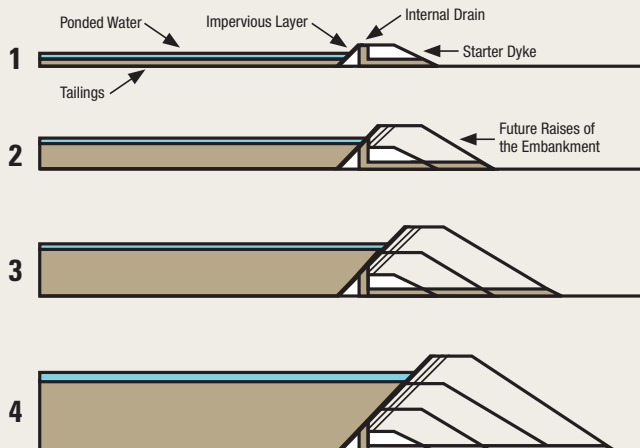 Ponded Water
Impervious Layer
Internal Drain
1
Starter Dyke
Tailings
2
Future Raises of
the Embankment
3
4